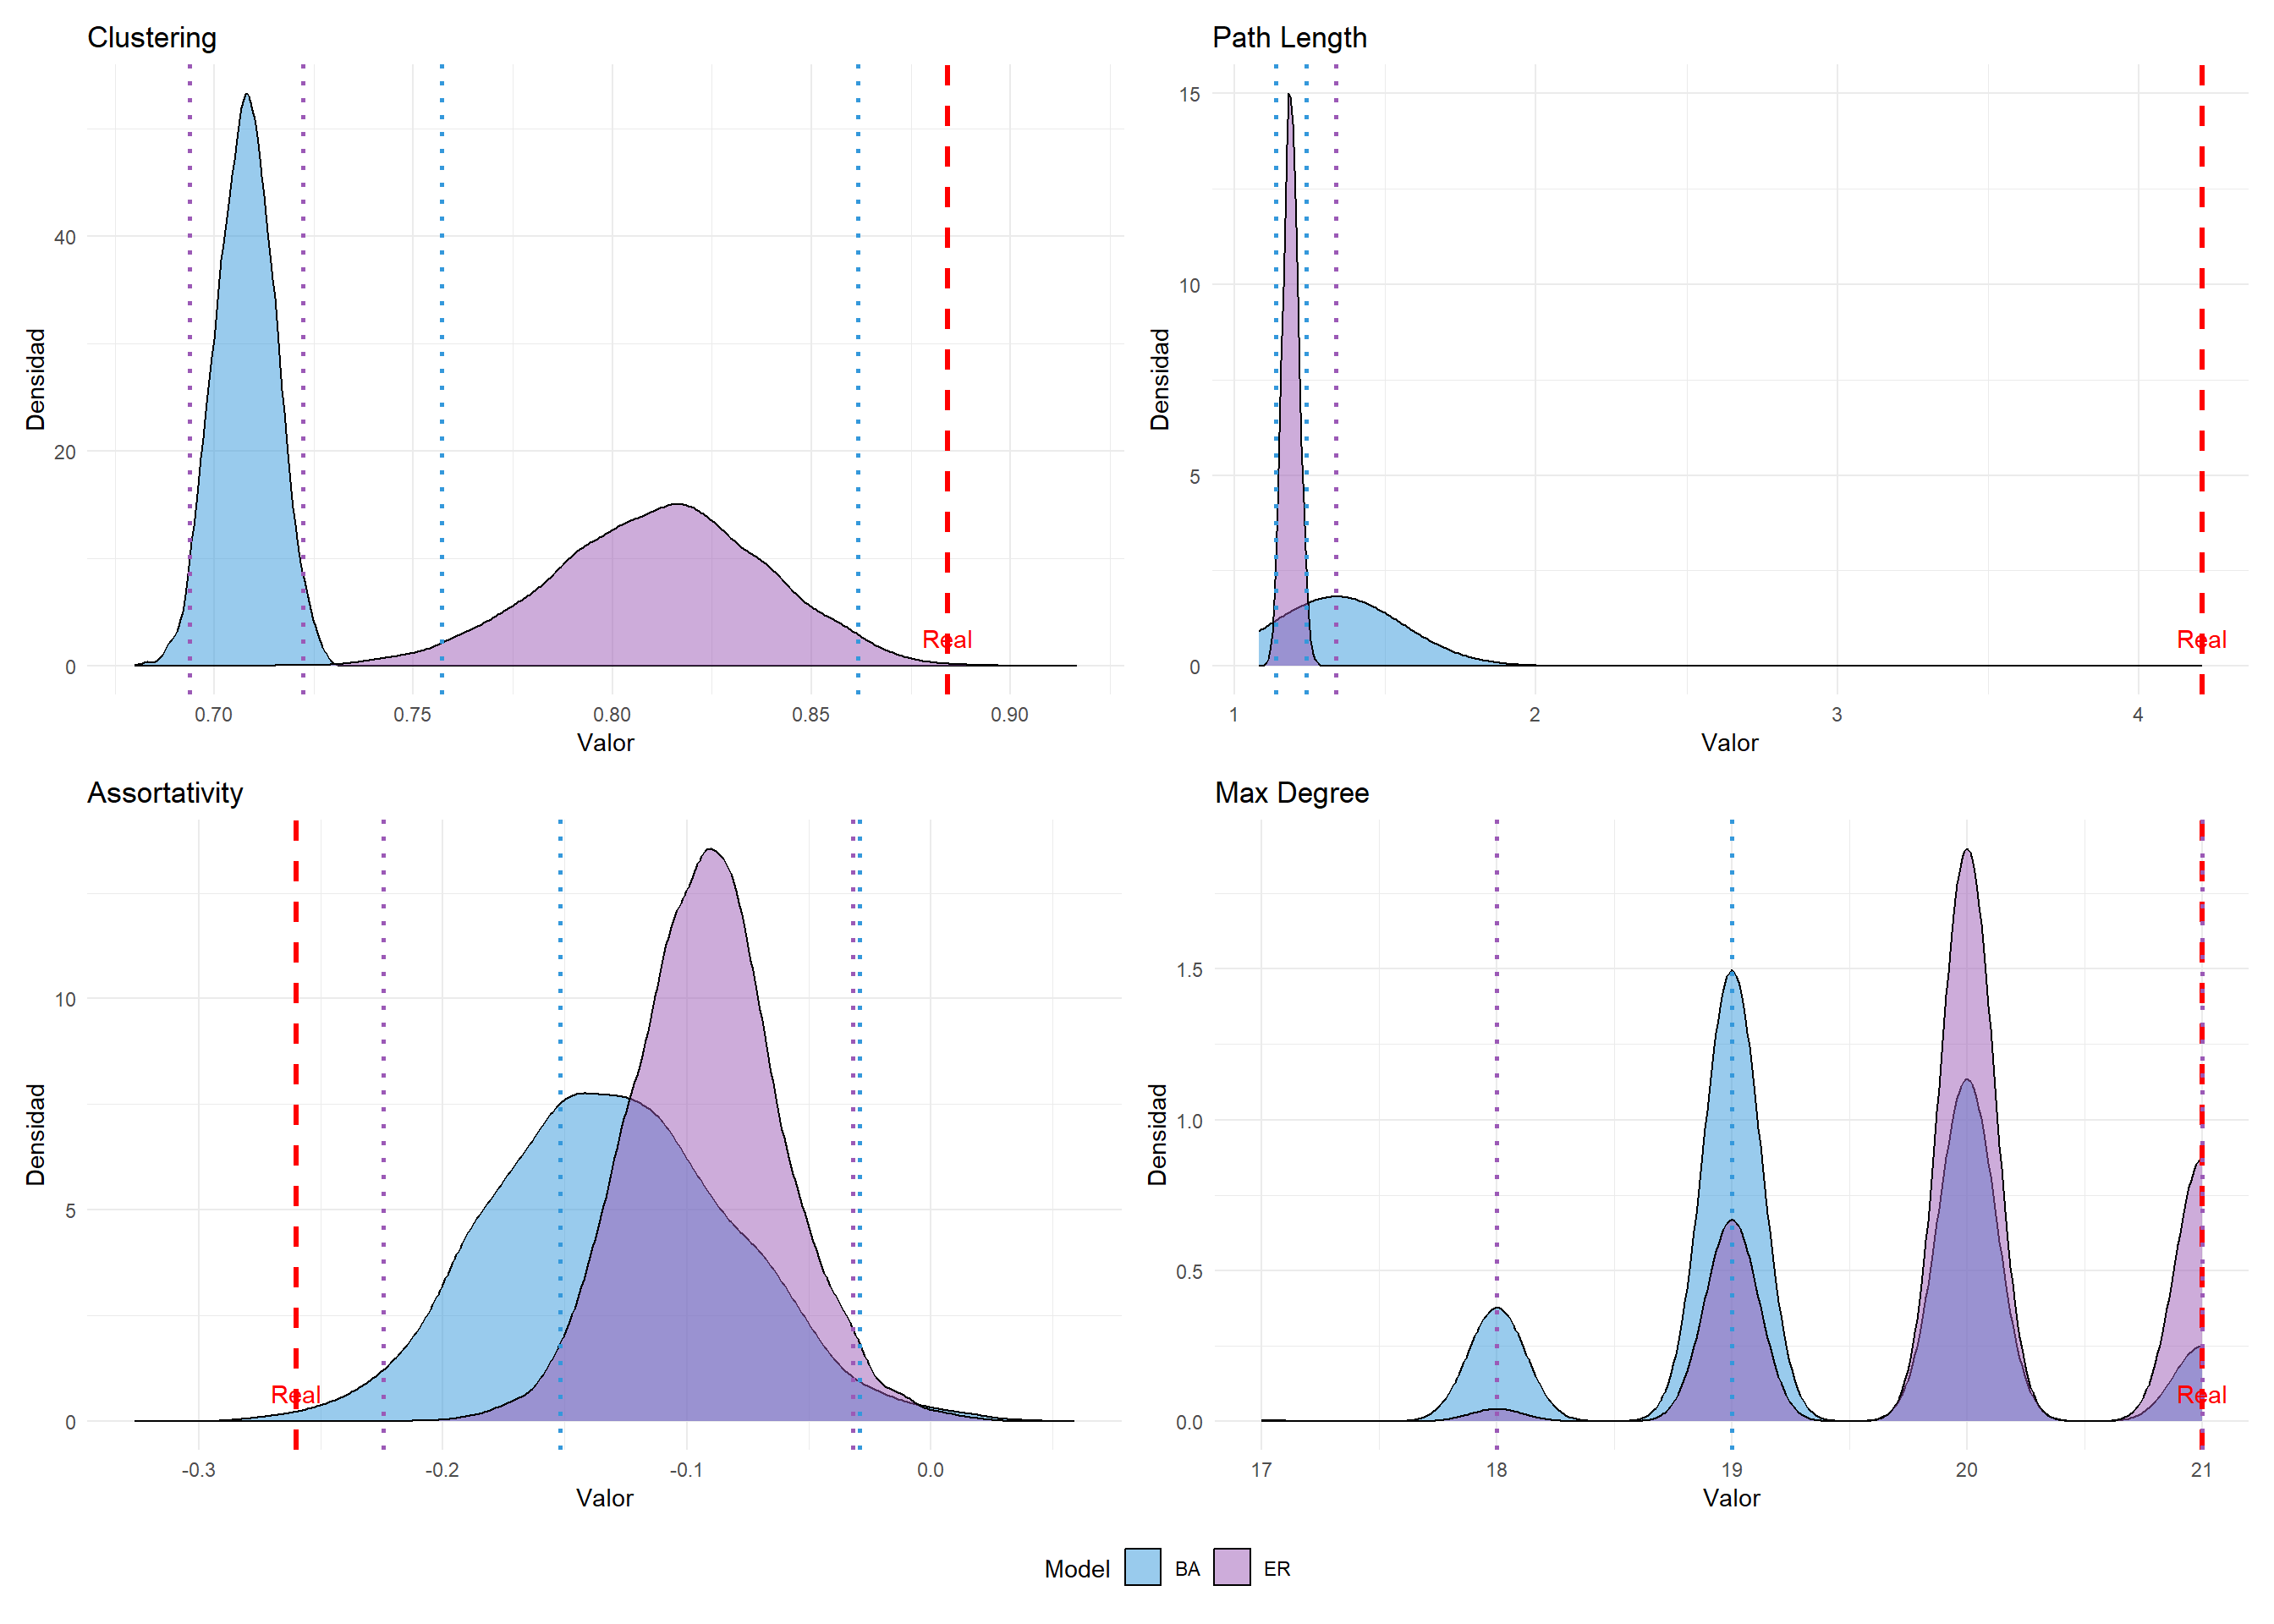 Clustering
Densidad
40
20
0
Real
0.70 0.75 0.80 0.85 0.90
Valor
Path Length
Densidad
15
10
5
0
Real
1 2 3 4
Valor
Assortativity
Densidad
10
5
0
Real
-0.3 -0.2 -0.1 0.0
Valor
Max Degree
Densidad
1.5
1.0
0.5
0.0
Real
17 18 19 20 21
Valor
Model BA ER